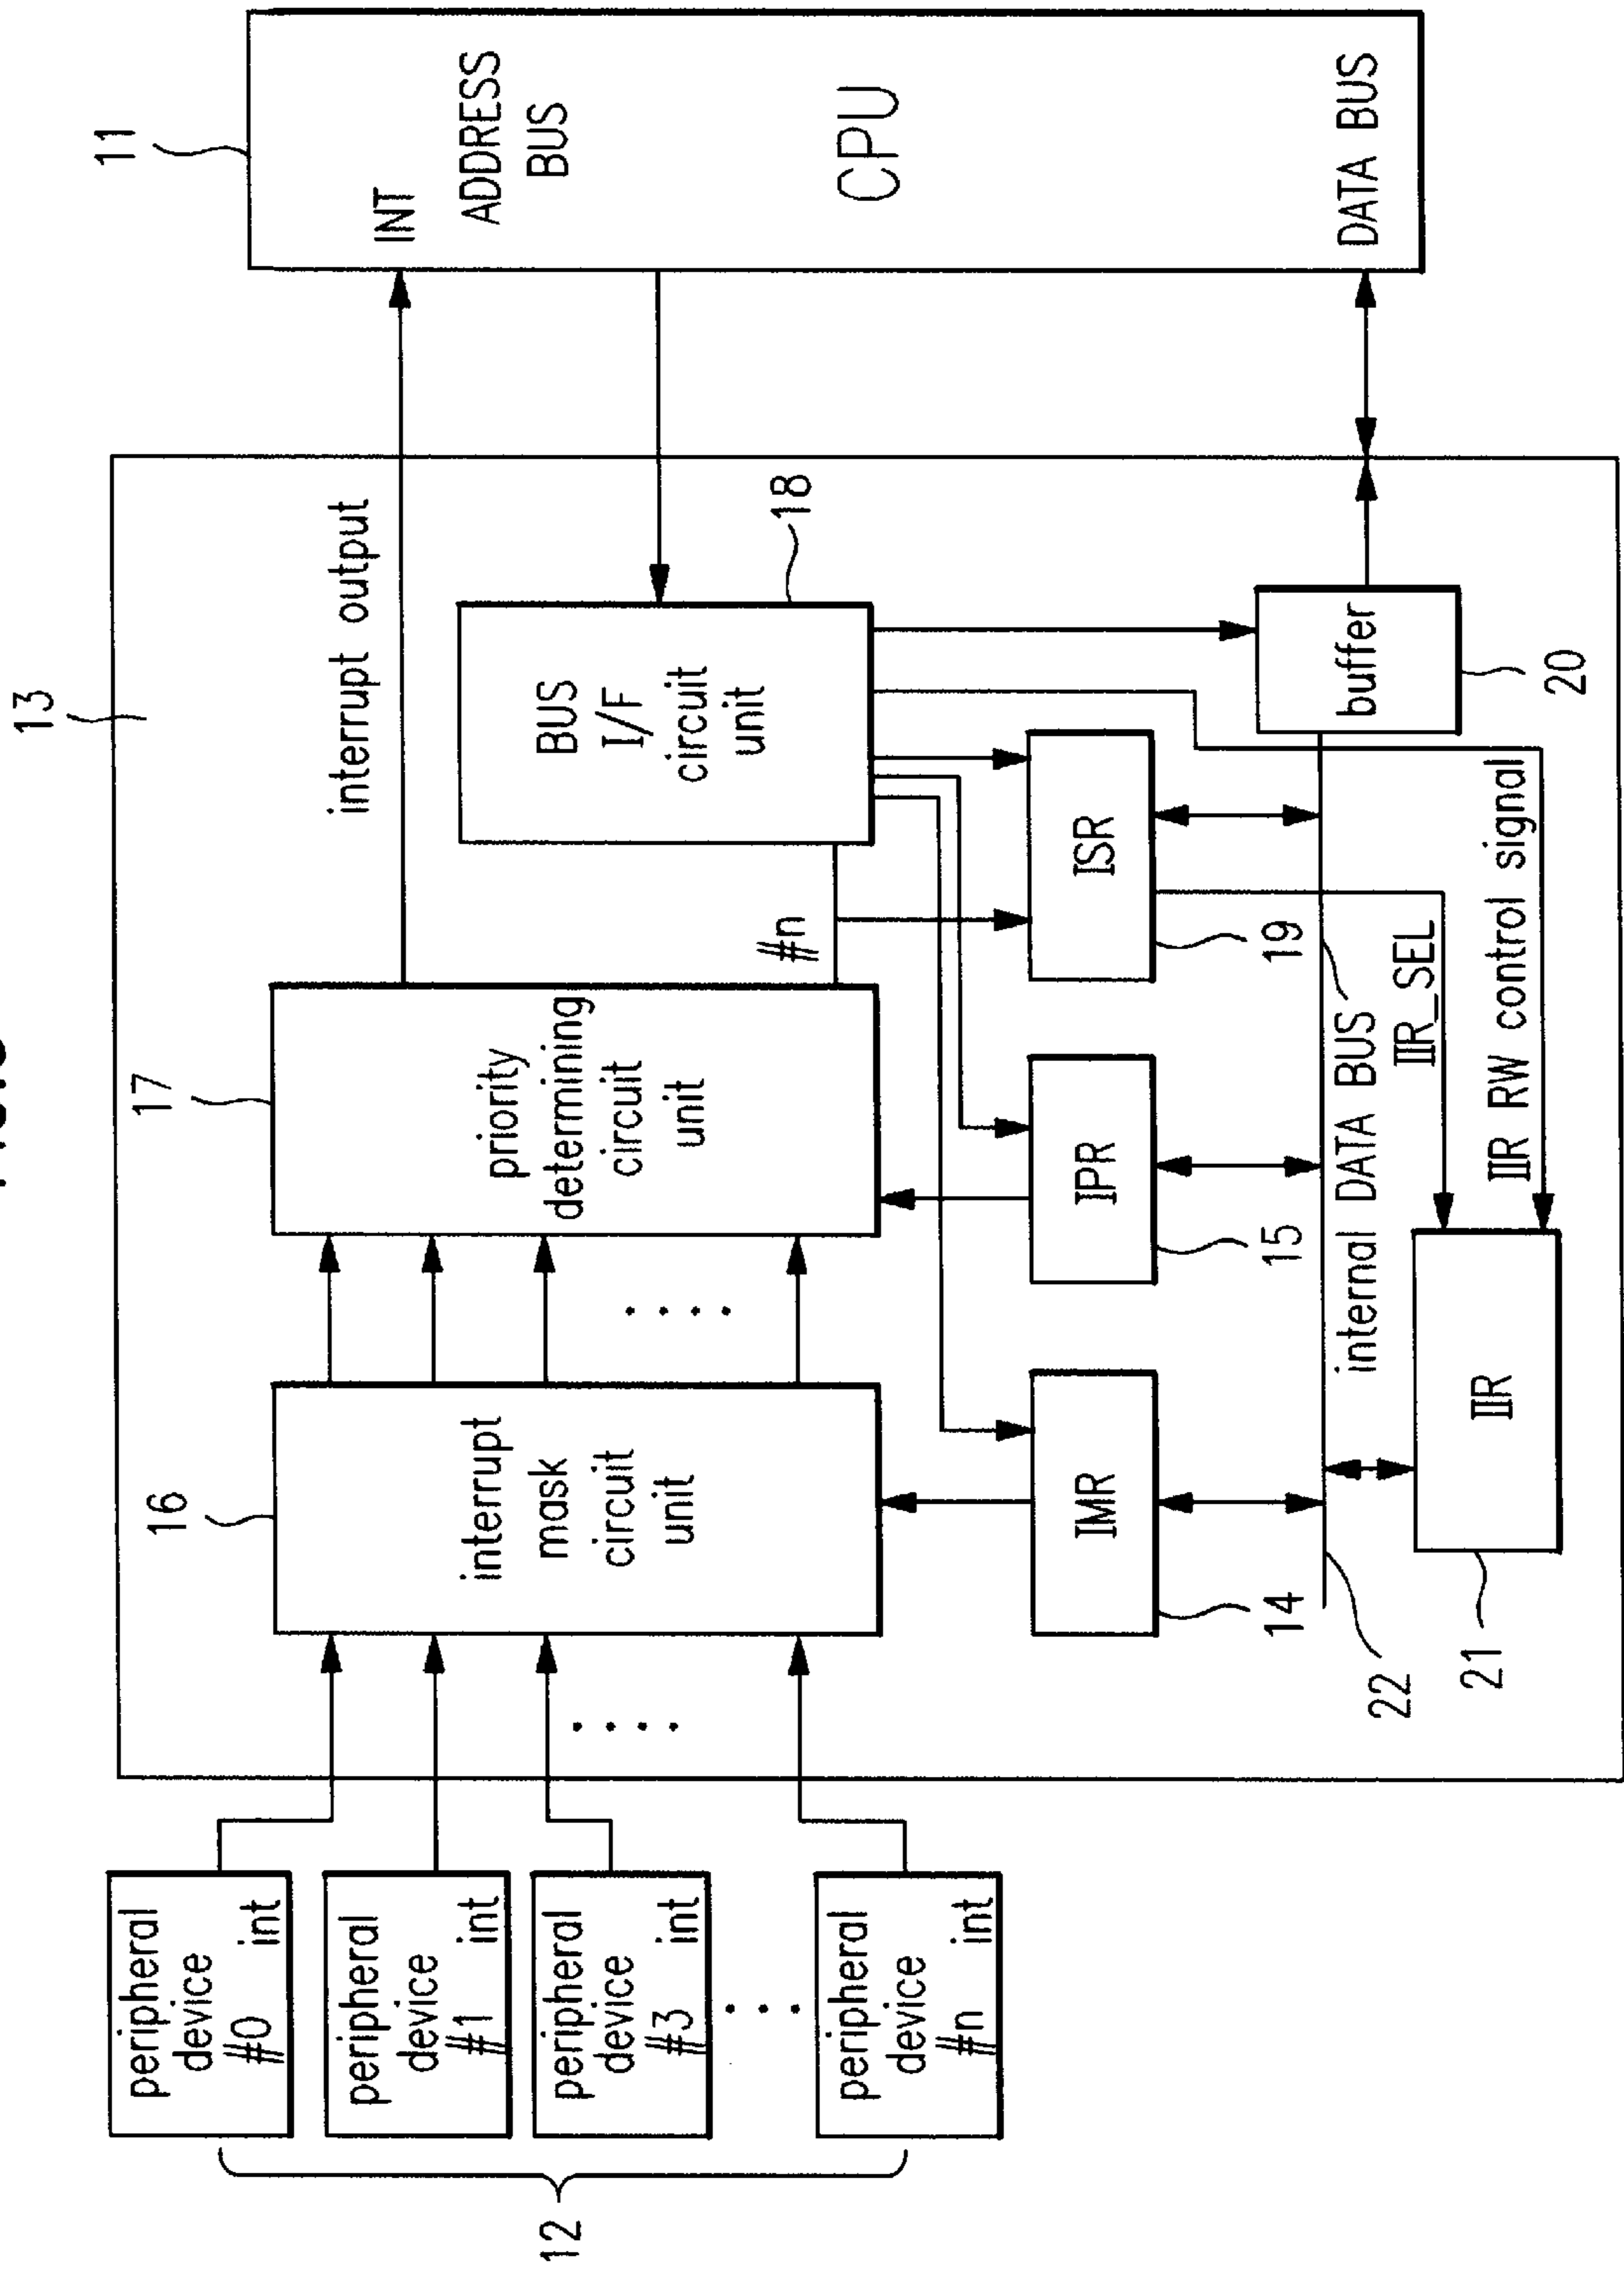 12
peripheral
device
#0 int
peripheral
device
#1 int
peripheral
device
#3 int
peripheral
device
#n int
13
16
interrupt
mask
circuit
unit
17
priority
determining
circuit
unit
interrupt output
#n
BUS
I/F
circuit
unit
18
IMR
14
IPR
15
ISR
19
buffer
20
22
internal DATA BUS
IIR_SEL
IIR RW control signal
IIR
21
11
INT
ADDRESS
BUS
CPU
DATA BUS